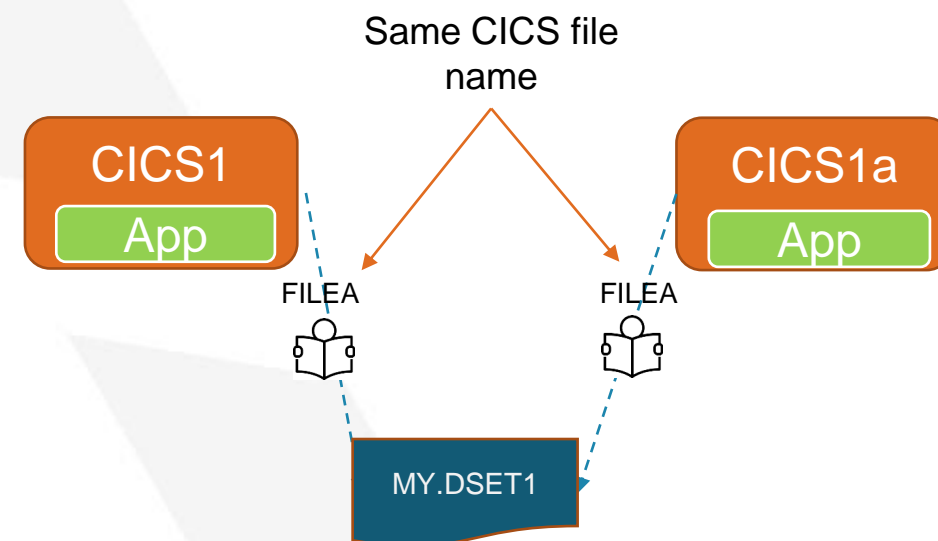 Same CICS file
name
CICS1
App
CICS1a
App
FILEA
FILEA
MY.DSET1